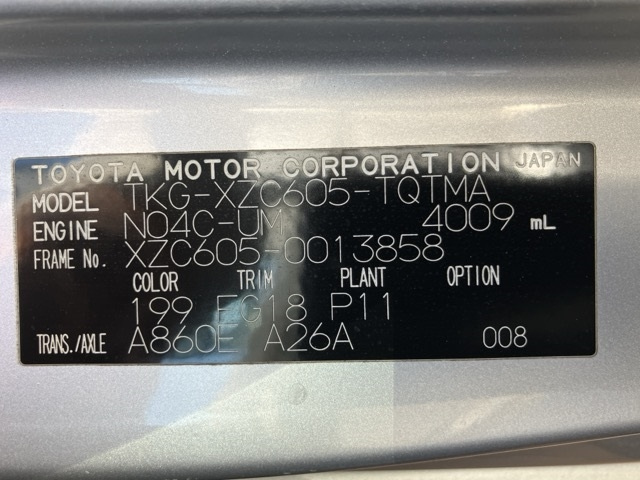 TOYOTA MOTOR CORPORATION JAPAN
MODEL TKG-XZC605-TQTMA
ENGINE N04C-UM 4009 mL
FRAME No. XZC605-0013858
COLOR TRIM PLANT OPTION
199 EG18 P11
TRANS./AXLE A860E A26A 008